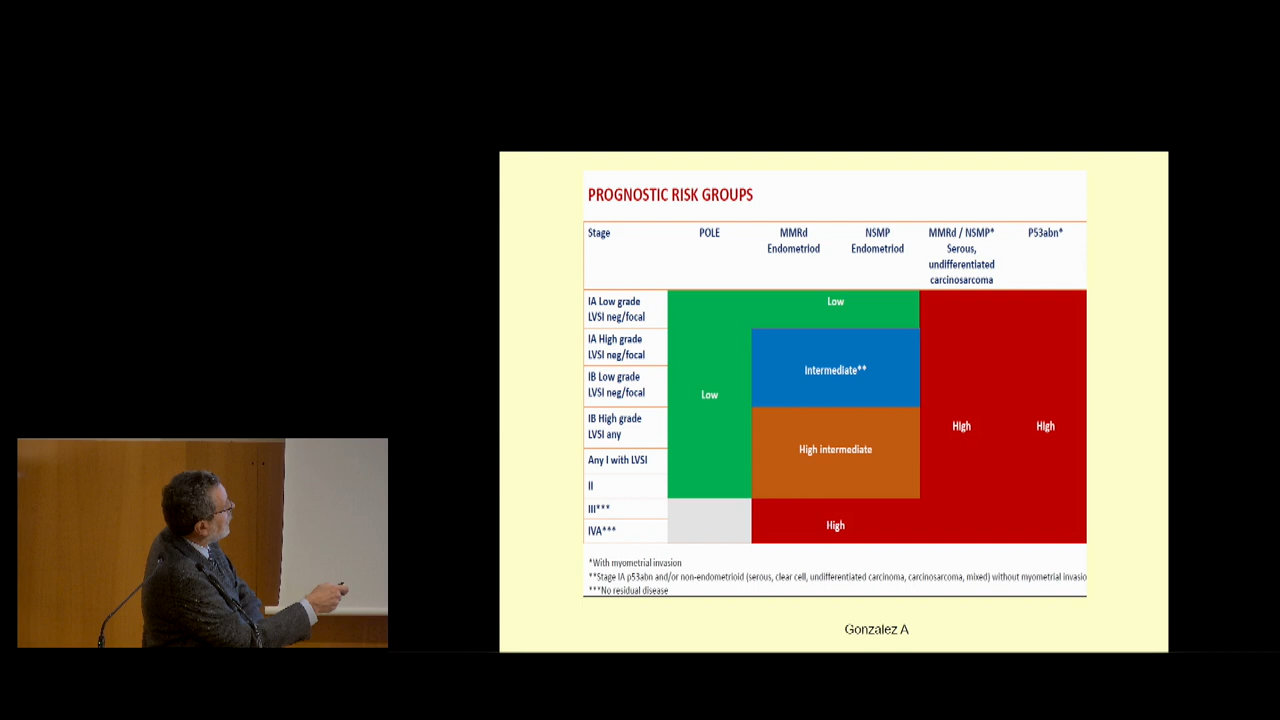 PROGNOSTIC RISK GROUPS
Stage
POLE
MMRd
Endometriod
NSMP
Endometriod
MMRd / NSMP*
Serous,
undifferentiated
carcinosarcoma
P53abn*
IA Low grade
LVSI neg/focal
Low
IA High grade
LVSI neg/focal
Intermediate**
IB Low grade
LVSI neg/focal
Low
IB High grade
LVSI any
HIgh
HIgh
High intermediate
Any I with LVSI
II
III***
High
IVA***
*With myometrial invasion
**Stage IA p53abn and/or non-endometrioid (serous, clear cell, undifferentiated carcinoma, carcinosarcoma, mixed) without myometrial invasio
***No residual disease
Gonzalez A